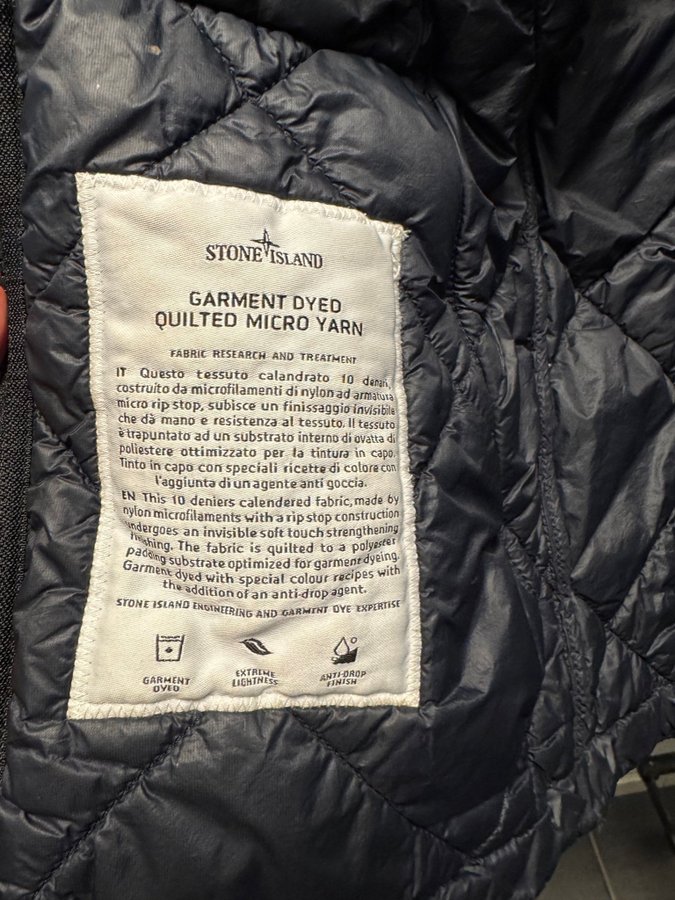 STONE ISLAND
GARMENT DYED
QUILTED MICRO YARN
FABRIC RESEARCH AND TREATMENT
IT Questo tessuto calandrato 10 denari,
costruito da microfilamenti di nylon ad armatura
micro rip stop, subisce un finissaggio invisibile
che dà mano e resistenza al tessuto. Il tessuto
è trapuntato ad un substrato interno di ovatta di
poliestere ottimizzato per la tintura in capo.
Tinto in capo con speciali ricette di colore con
l'aggiunta di un agente anti goccia.
EN This 10 deniers calendered fabric, made by
nylon microfilaments with a rip stop construction
undergoes an invisible soft touch strengthening
finishing. The fabric is quilted to a polyester
padding substrate optimized for garment dyeing.
Garment dyed with special colour recipes with
the addition of an anti-drop agent.
STONE ISLAND ENGINEERING AND GARMENT DYE EXPERTISE
GARMENT DYED
EXTREME LIGHTNESS
ANTI-DROP FINISH